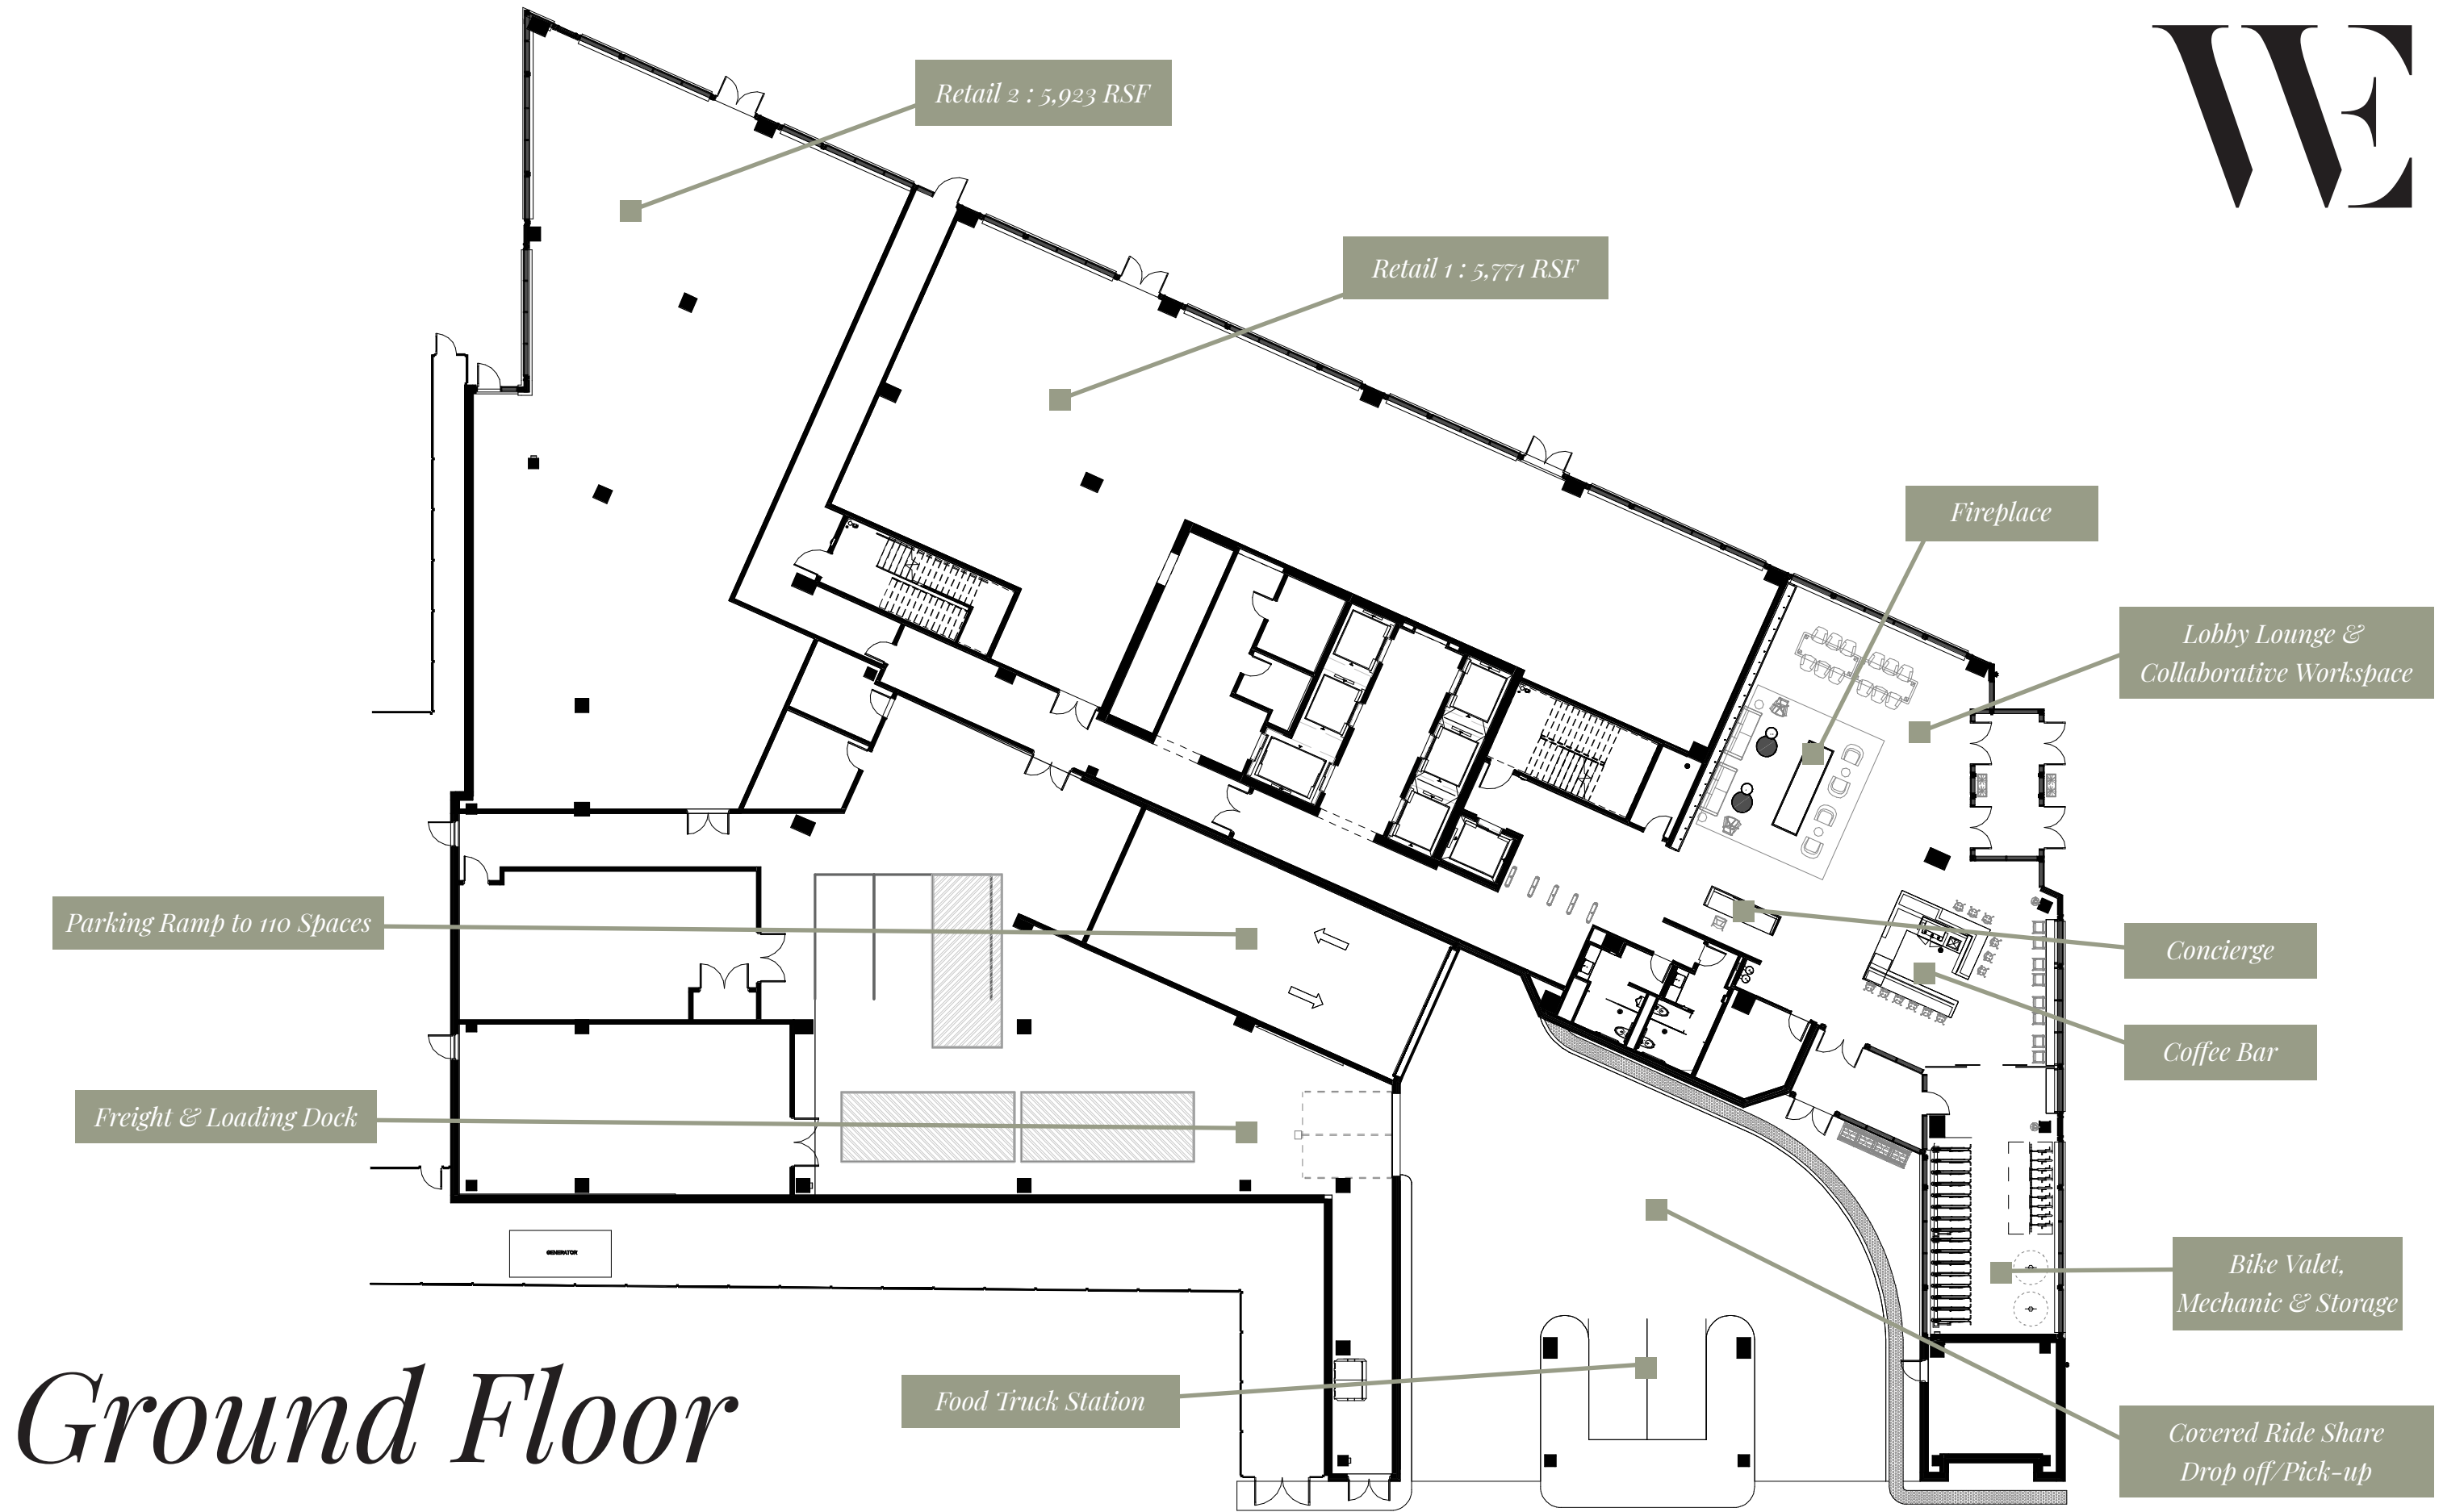 WE
Retail 2 : 5,923 RSF
Retail 1 : 5,771 RSF
Fireplace
Lobby Lounge &
Collaborative Workspace
Parking Ramp to 110 Spaces
Concierge
Coffee Bar
Freight & Loading Dock
GENERATOR
Bike Valet,
Mechanic & Storage
Food Truck Station
Covered Ride Share
Drop off/Pick-up
Ground Floor